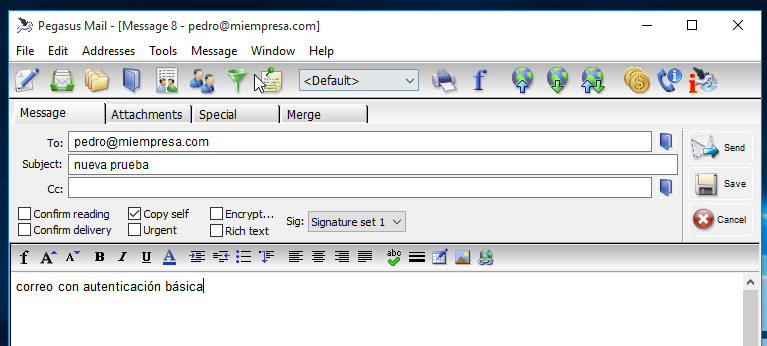 Pegasus Mail - [Message 8 - pedro@miempresa.com]
File Edit Addresses Tools Message Window Help
<Default>
Message Attachments Special Merge
To: pedro@miempresa.com
Subject: nueva prueba
Cc:
Send
Save
Cancel
Confirm reading Copy self Encrypt... Sig: Signature set 1
Confirm delivery Urgent Rich text
f A A B I U A abc
correo con autenticación básica